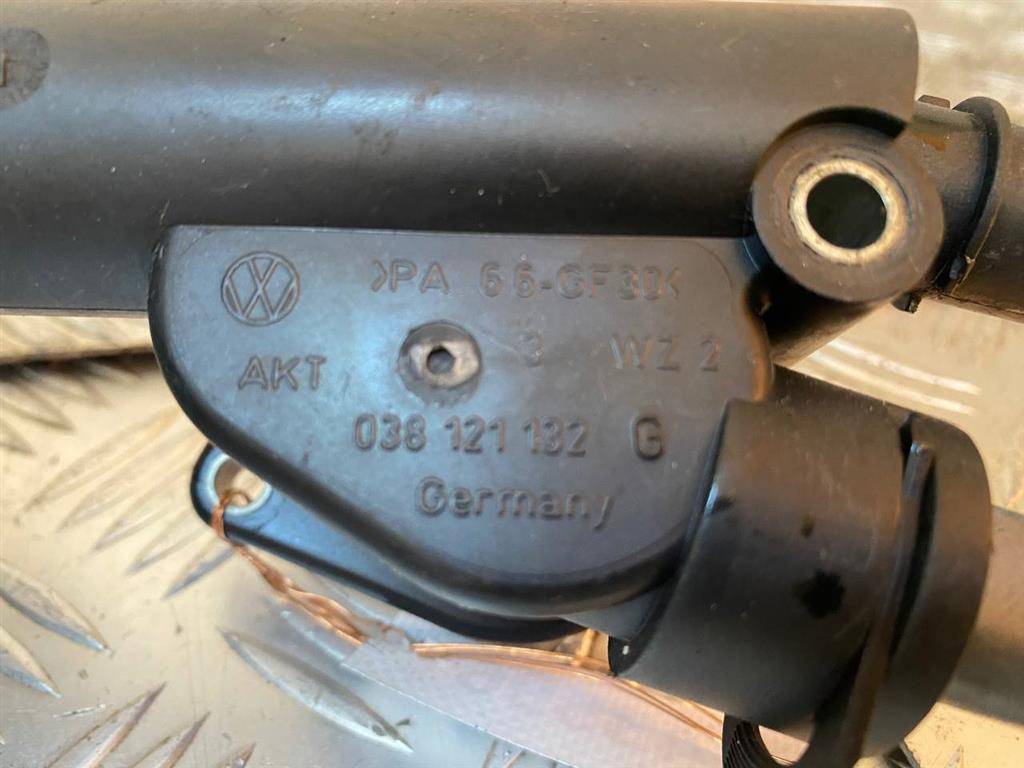 >PA 66-GF30<
3 WZ 2
AKT
038 121 132 G
Germany